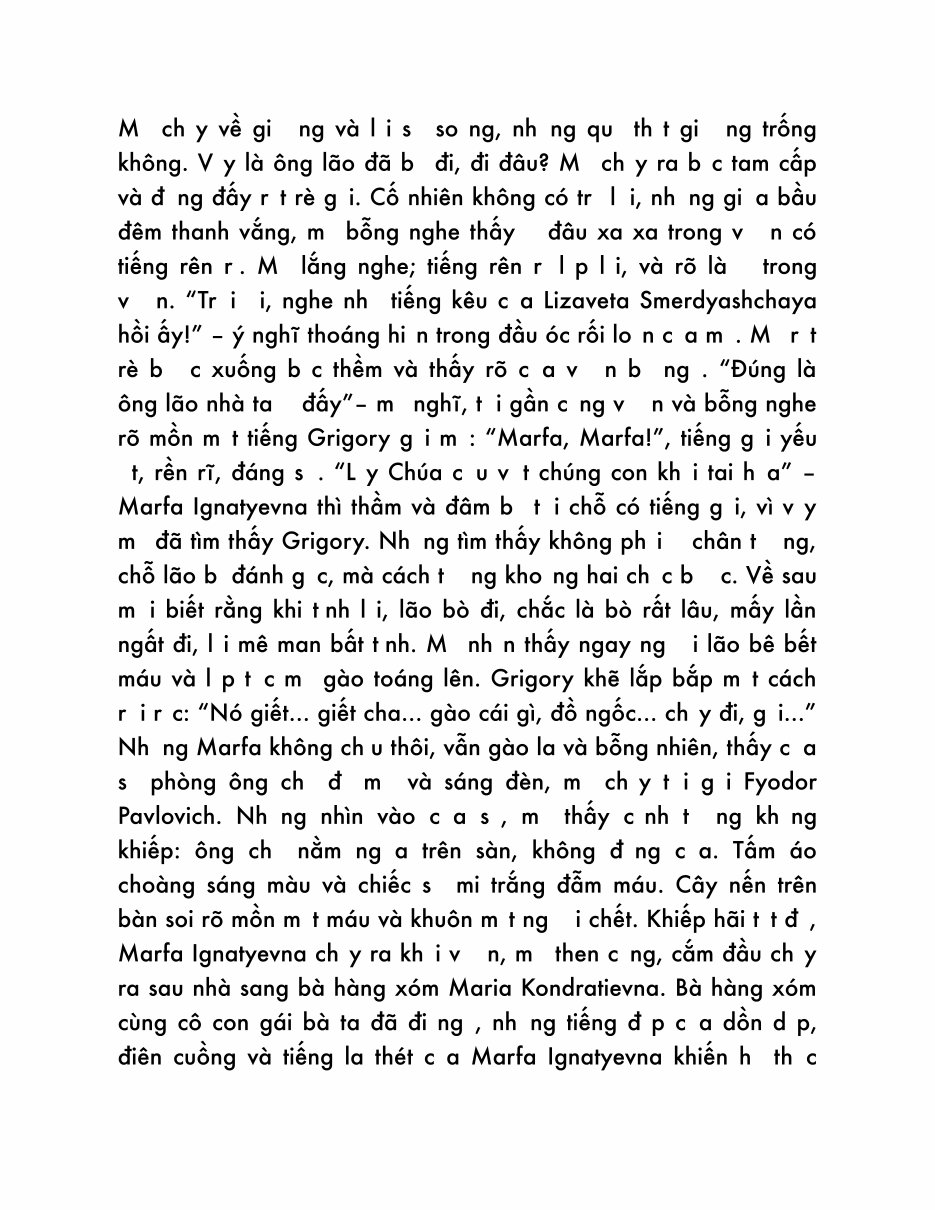 M ch y về gi ng và l i s so ng, nh ng qu th t gi ng trống
không. V y là ông lão đã b đi, đi đâu? M ch y ra b c tam cấp
và đ ng đấy r t rè g i. Cố nhiên không có tr l i, nh ng gi a bầu
đêm thanh vắng, m bỗng nghe thấy đâu xa xa trong v n có
tiếng rên r . M lắng nghe; tiếng rên r l p l i, và rõ là trong
v n. “Tr i i, nghe nh tiếng kêu c a Lizaveta Smerdyashchaya
hồi ấy!” – ý nghĩ thoáng hi n trong đầu óc rối lo n c a m . M r t
rè b c xuống b c thềm và thấy rõ c a v n b ng . “Đúng là
ông lão nhà ta đấy”– m nghĩ, t i gần c ng v n và bỗng nghe
rõ mồn m t tiếng Grigory g i m : “Marfa, Marfa!”, tiếng g i yếu
t, rền rĩ, đáng s . “L y Chúa c u v t chúng con kh i tai h a” –
Marfa Ignatyevna thì thầm và đâm b t i chỗ có tiếng g i, vì v y
m đã tìm thấy Grigory. Nh ng tìm thấy không ph i chân t ng,
chỗ lão b đánh g c, mà cách t ng kho ng hai ch c b c. Về sau
m i biết rằng khi t nh l i, lão bò đi, chắc là bò rất lâu, mấy lần
ngất đi, l i mê man bất t nh. M nh n thấy ngay ng i lão bê bết
máu và l p t c m gào toáng lên. Grigory khẽ lắp bắp m t cách
r i r c: “Nó giết... giết cha... gào cái gì, đồ ngốc... ch y đi, g i...”
Nh ng Marfa không ch u thôi, vẫn gào la và bỗng nhiên, thấy c a
s phòng ông ch đ m và sáng đèn, m ch y t i g i Fyodor
Pavlovich. Nh ng nhìn vào c a s , m thấy c nh t ng kh ng
khiếp: ông ch nằm ng a trên sàn, không đ ng c a. Tấm áo
choàng sáng màu và chiếc s mi trắng đẫm máu. Cây nến trên
bàn soi rõ mồn m t máu và khuôn m t ng i chết. Khiếp hãi t t đ ,
Marfa Ignatyevna ch y ra kh i v n, m then c ng, cắm đầu ch y
ra sau nhà sang bà hàng xóm Maria Kondratievna. Bà hàng xóm
cùng cô con gái bà ta đã đi ng , nh ng tiếng đ p c a dồn d p,
điên cuồng và tiếng la thét c a Marfa Ignatyevna khiến h th c